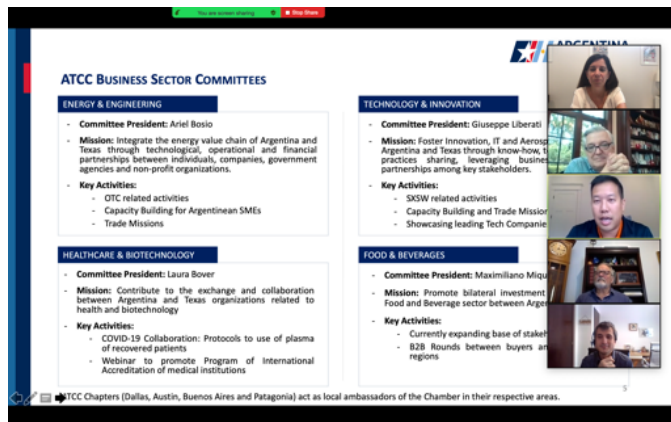 You are screen sharing
Stop Share
ARGENTINA
ATCC BUSINESS SECTOR COMMITTEES
ENERGY & ENGINEERING
- Committee President: Ariel Bosio
- Mission: Integrate the energy value chain of Argentina and
Texas through technological, operational and financial
partnerships between individuals, companies, government
agencies and non-profit organizations.
- Key Activities:
- OTC related activities
- Capacity Building for Argentinean SMEs
- Trade Missions
TECHNOLOGY & INNOVATION
- Committee President: Giuseppe Liberati
- Mission: Foster Innovation, IT and Aerosp
Argentina and Texas through know-how, t
practices sharing, leveraging busines
partnerships among key stakeholders.
- Key Activities:
- SXSW related activities
- Capacity Building and Trade Mission
- Showcasing leading Tech Companie
HEALTHCARE & BIOTECHNOLOGY
- Committee President: Laura Bover
- Mission: Contribute to the exchange and collaboration
between Argentina and Texas organizations related to
health and biotechnology
- Key Activities:
- COVID-19 Collaboration: Protocols to use of plasma
of recovered patients
- Webinar to promote Program of International
Accreditation of medical institutions
FOOD & BEVERAGES
- Committee President: Maximiliano Miqu
- Mission: Promote bilateral investment
Food and Beverage sector between Arge
- Key Activities:
- Currently expanding base of stakeh
- B2B Rounds between buyers an
regions
5
ATCC Chapters (Dallas, Austin, Buenos Aires and Patagonia) act as local ambassadors of the Chamber in their respective areas.